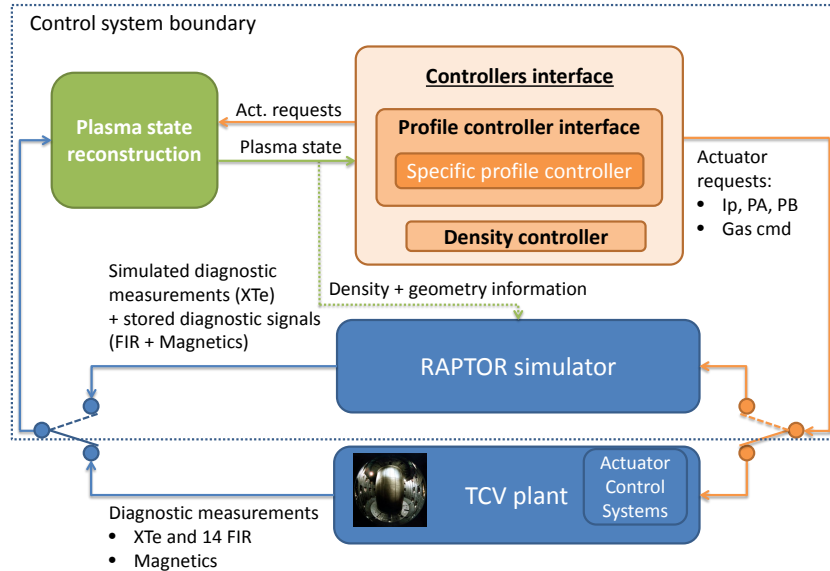 Control system boundary
Plasma state
reconstruction
Act. requests
Plasma state
Controllers interface
Profile controller interface
Specific profile controller
Density controller
Actuator
requests:
• Ip, PA, PB
• Gas cmd
Simulated diagnostic
measurements (XTe)
+ stored diagnostic signals
(FIR + Magnetics)
Density + geometry information
RAPTOR simulator
TCV plant
Actuator
Control
Systems
Diagnostic measurements
• XTe and 14 FIR
• Magnetics